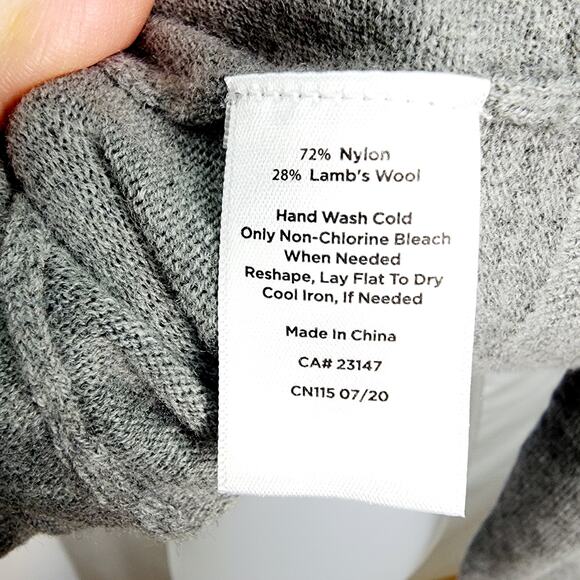 72% Nylon
28% Lamb's Wool
Hand Wash Cold
Only Non-Chlorine Bleach
When Needed
Reshape, Lay Flat To Dry
Cool Iron, If Needed
Made In China
CA# 23147
CN115 07/20